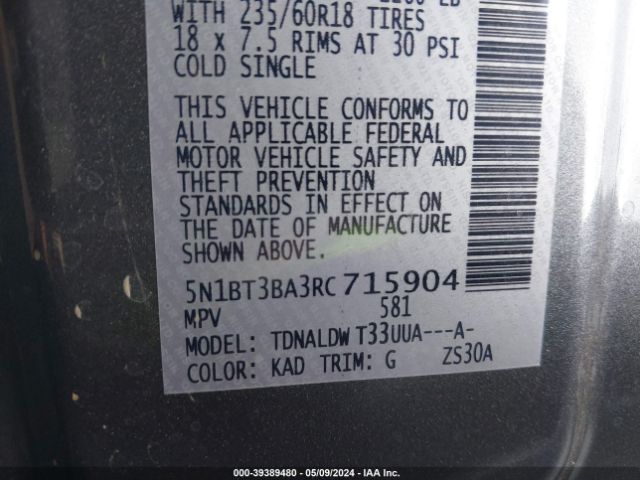 WITH 235/60R18 TIRES
18 x 7.5 RIMS AT 30 PSI
COLD SINGLE
THIS VEHICLE CONFORMS TO
ALL APPLICABLE FEDERAL
MOTOR VEHICLE SAFETY AND
THEFT PREVENTION
STANDARDS IN EFFECT ON
THE DATE OF MANUFACTURE
SHOWN ABOVE.
5N1BT3BA3RC715904
MPV 581
MODEL: TDNALDW T33UUA---A-
COLOR: KAD TRIM: G ZS30A
000-39389480 - 05/09/2024 - IAA Inc.